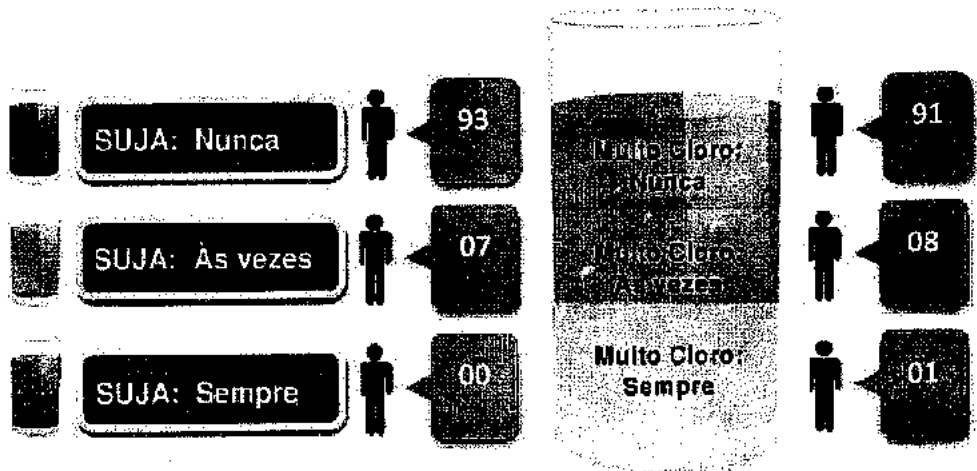 SUJA: Nunca
93
Muito Cloro:
Nunca
91
SUJA: Às vezes
07
Muito Cloro:
Às vezes
08
SUJA: Sempre
00
Muito Cloro:
Sempre
01